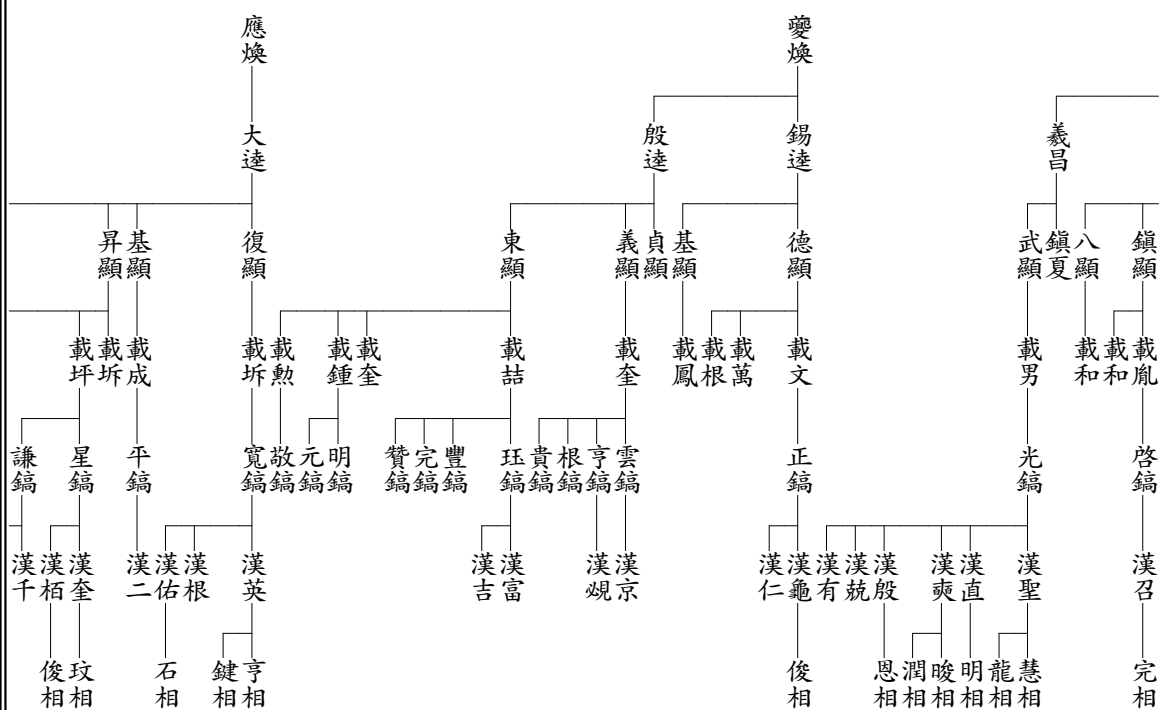 夔煥
應煥
羲昌
錫逵
殷逵
大逵
鎭顯
八顯
鎭夏
武顯
德顯
基顯
貞顯
義顯
東顯
復顯
基顯
昇顯
載胤
載和
載和
載男
載文
載萬
載根
載鳳
載奎
載喆
載奎
載鍾
載勲
載坼
載成
載坼
載坪
啓鎬
光鎬
正鎬
雲鎬
亨鎬
根鎬
貴鎬
珏鎬
豐鎬
完鎬
贊鎬
明鎬
元鎬
敬鎬
寬鎬
平鎬
星鎬
謙鎬
漢召
漢聖
漢直
漢奭
漢殷
漢兢
漢有
漢龜
漢仁
漢京
漢覢
漢富
漢吉
漢英
漢根
漢佑
漢二
漢奎
漢栢
漢千
完相
慧相
龍相
明相
晙相
潤相
恩相
俊相
亨相
鍵相
石相
玟相
俊相